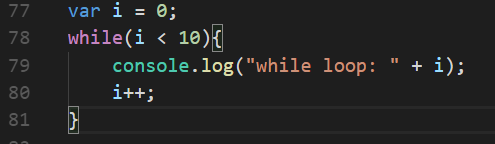 77 var i = 0;
78 while(i < 10){
79 console.log("while loop: " + i);
80 i++;
81 }